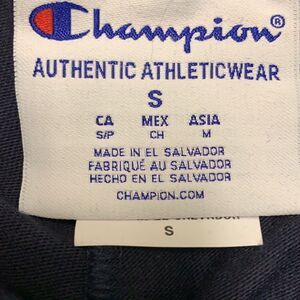 Champion®
AUTHENTIC ATHLETICWEAR
S
CA MEX ASIA
S/P CH M
MADE IN EL SALVADOR
FABRIQUÉ AU SALVADOR
HECHO EN EL SALVADOR
CHAMPION.COM
S